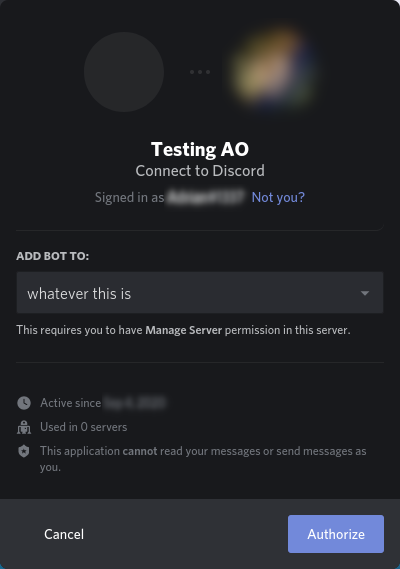 Testing AO
Connect to Discord
Signed in as Not you?
ADD BOT TO:
whatever this is
This requires you to have Manage Server permission in this server.
Active since
Used in 0 servers
This application cannot read your messages or send messages as
you.
Cancel
Authorize